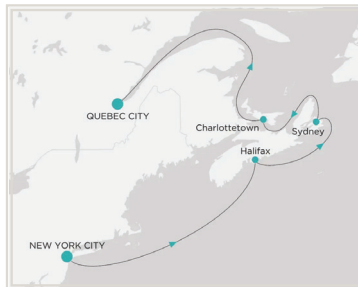 QUEBEC CITY
Charlottetown
Sydney
Halifax
NEW YORK CITY